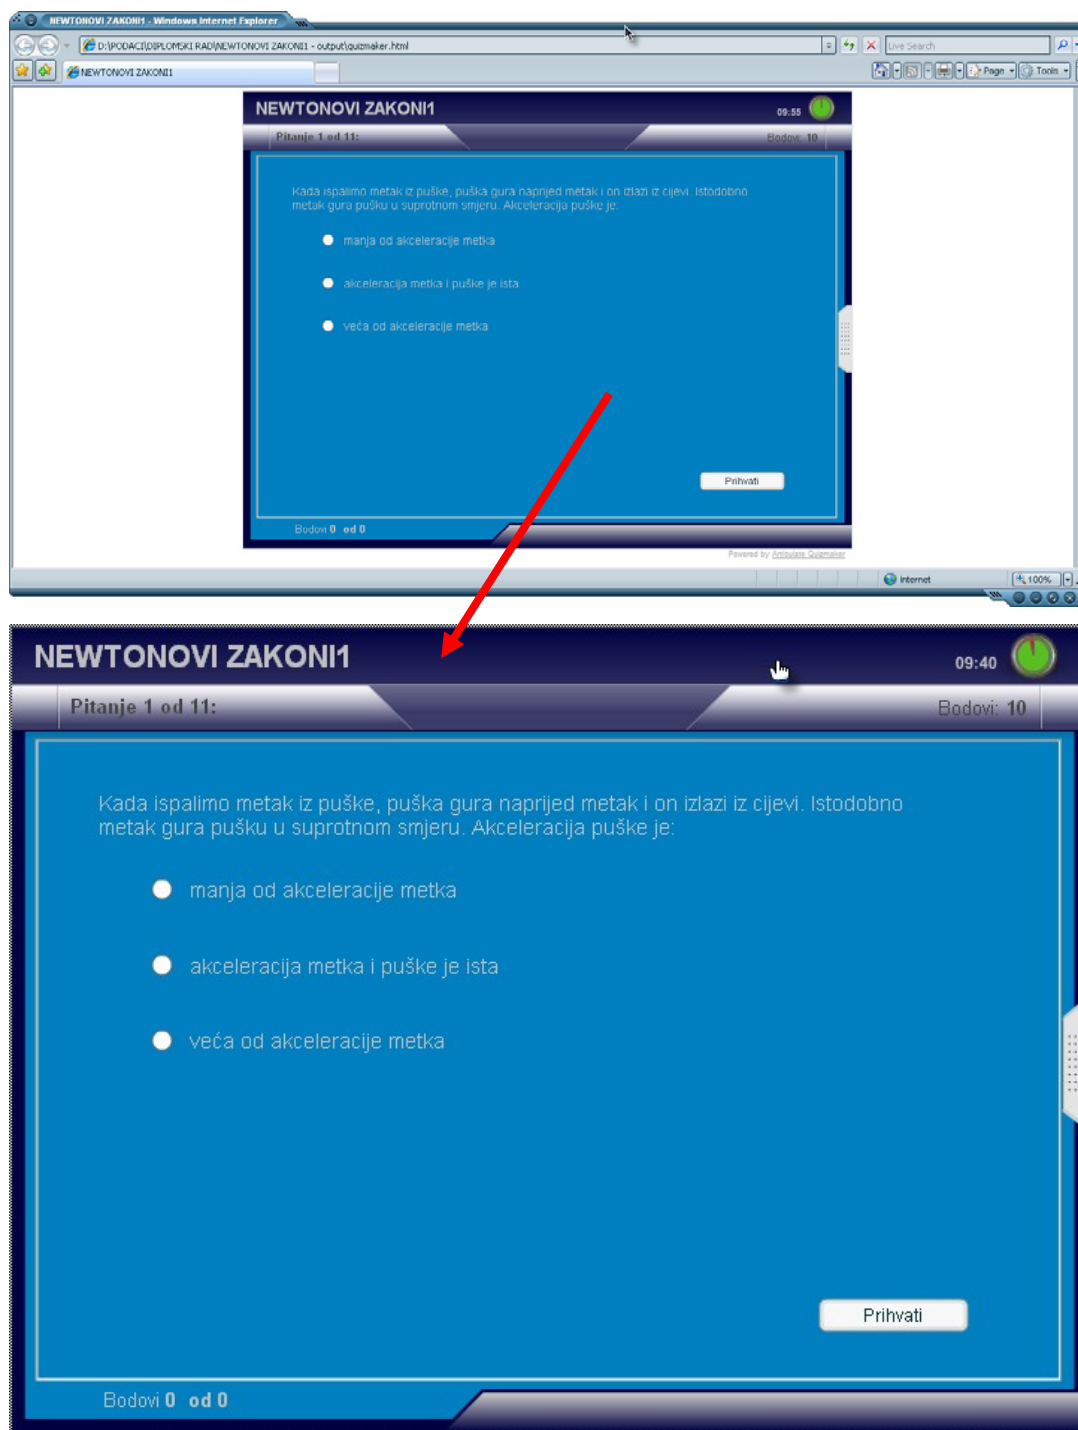 NEWTONOVI ZAKONI1 - Windows Internet Explorer
D:\PODACI\DIPLOMSKI RAD\NEWTONOVI ZAKONI1 - output\quizmaker.html
Live Search
NEWTONOVI ZAKONI1
Page
Tools
NEWTONOVI ZAKONI1
09:55
Pitanje 1 od 11:
Bodovi: 10
Kada ispalimo metak iz puške, puška gura naprijed metak i on izlazi iz cijevi. Istodobno
metak gura pušku u suprotnom smjeru. Akceleracija puške je:
manja od akceleracije metka
akceleracija metka i puške je ista
veća od akceleracije metka
Prihvati
Bodovi 0 od 0
Powered by Articulate Quizmaker
Internet
100%
NEWTONOVI ZAKONI1
09:40
Pitanje 1 od 11:
Bodovi: 10
Kada ispalimo metak iz puške, puška gura naprijed metak i on izlazi iz cijevi. Istodobno
metak gura pušku u suprotnom smjeru. Akceleracija puške je:
manja od akceleracije metka
akceleracija metka i puške je ista
veća od akceleracije metka
Prihvati
Bodovi 0 od 0